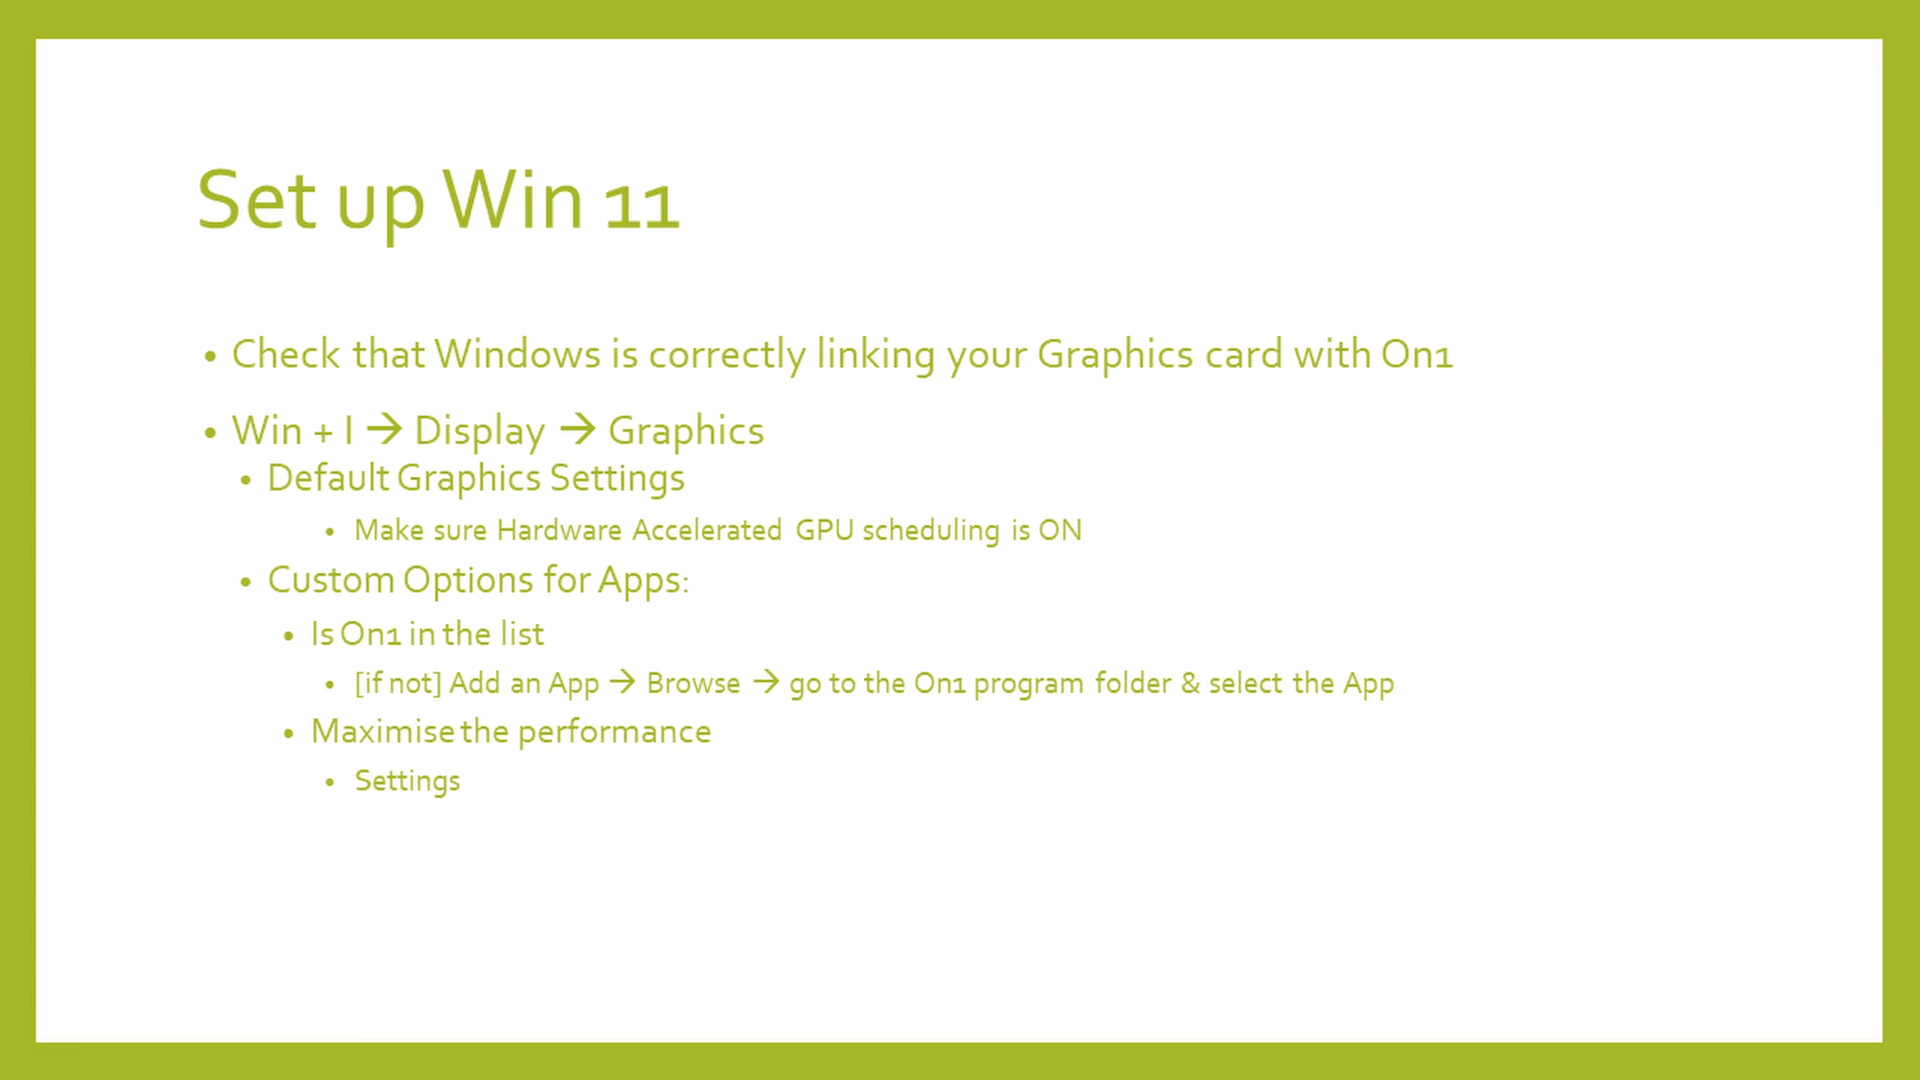 Set up Win 11
• Check that Windows is correctly linking your Graphics card with On1
• Win + I → Display → Graphics
• Default Graphics Settings
• Make sure Hardware Accelerated GPU scheduling is ON
• Custom Options for Apps:
• Is On1 in the list
• [if not] Add an App → Browse → go to the On1 program folder & select the App
• Maximise the performance
• Settings